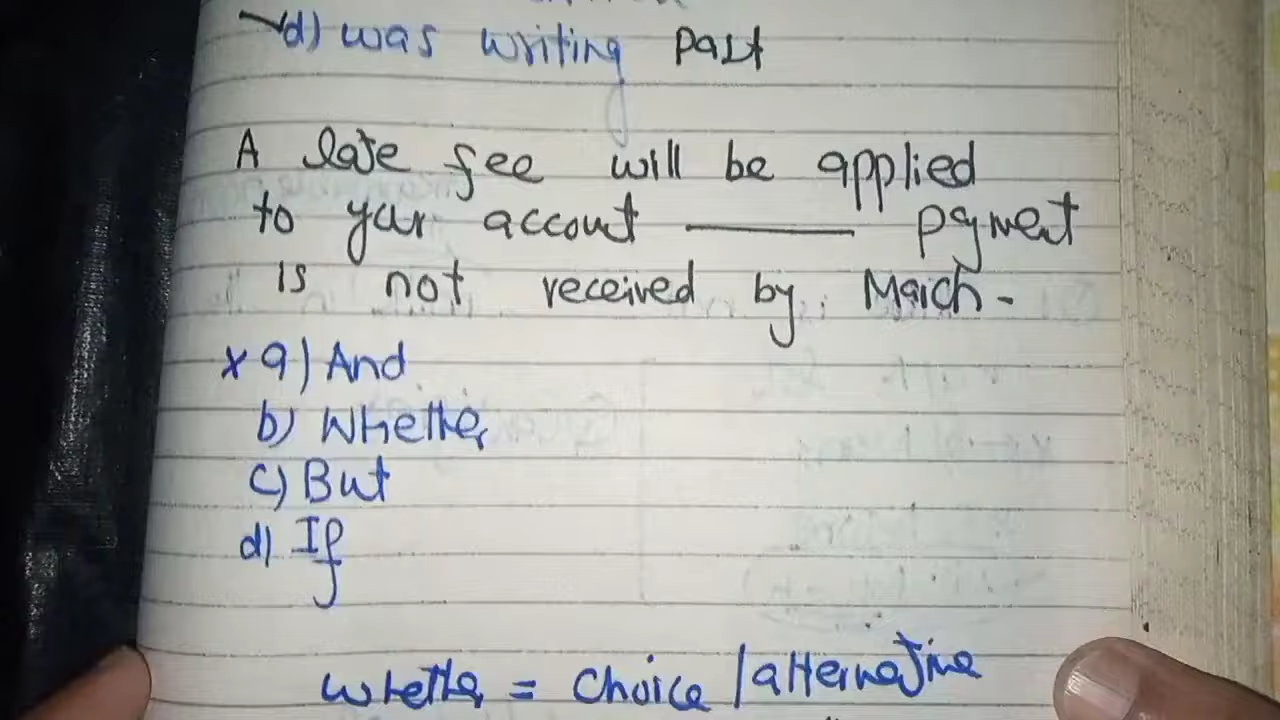 d) was writing past
A late fee will be applied
to your account ——— payment
is not received by March -
x a) And
b) Whether
c) But
d) If
whether = Choice / alternative